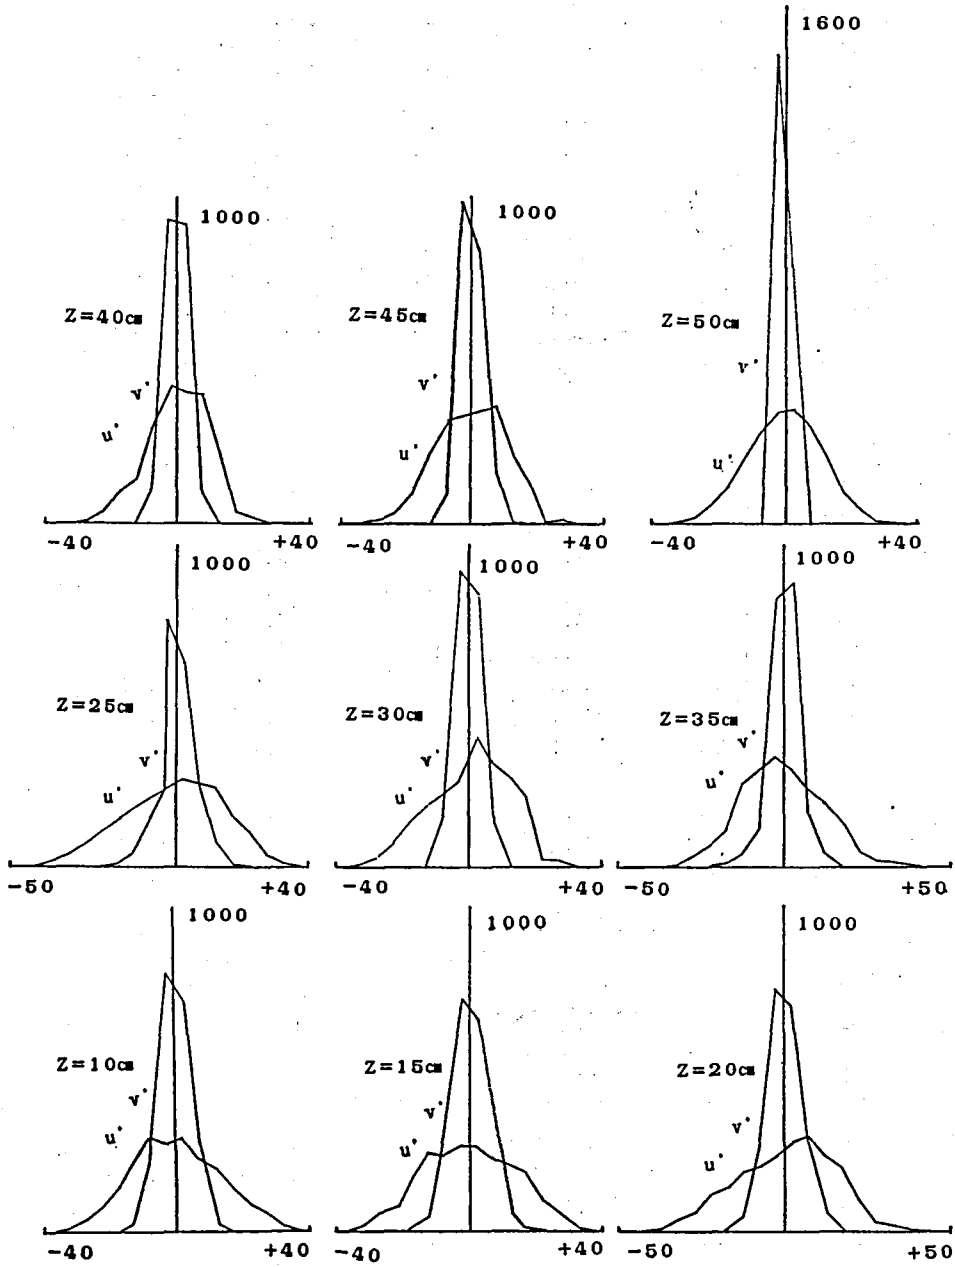 1600
1000
1000
Z=40cm
Z=45cm
Z=50cm
v'
v'
v'
u'
u'
u'
-40
+40
-40
+40
-40
+40
1000
1000
1000
Z=25cm
Z=30cm
Z=35cm
v'
v'
v'
u'
u'
u'
-50
+40
-40
+40
-50
+50
1000
1000
1000
Z=10cm
Z=15cm
Z=20cm
v'
v'
v'
u'
u'
u'
-40
+40
-40
+40
-50
+50